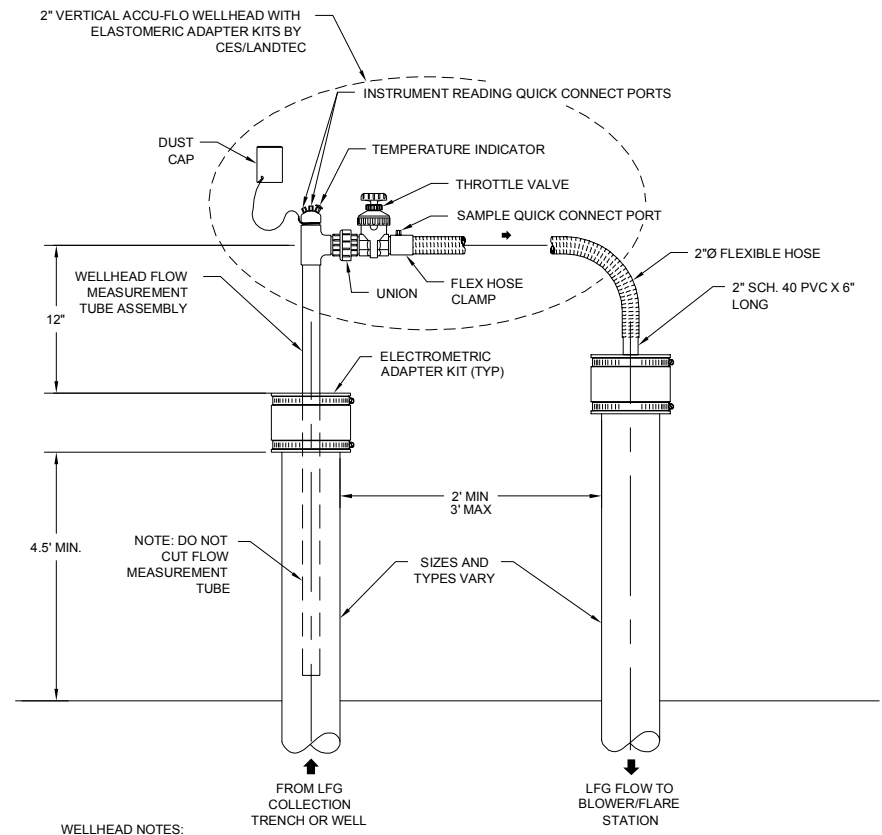 2" VERTICAL ACCU-FLO WELLHEAD WITH
ELASTOMERIC ADAPTER KITS BY
CES/LANDTEC
INSTRUMENT READING QUICK CONNECT PORTS
DUST
CAP
TEMPERATURE INDICATOR
THROTTLE VALVE
SAMPLE QUICK CONNECT PORT
2"Ø FLEXIBLE HOSE
WELLHEAD FLOW
MEASUREMENT
TUBE ASSEMBLY
UNION
FLEX HOSE
CLAMP
2" SCH. 40 PVC X 6"
LONG
12"
ELECTROMETRIC
ADAPTER KIT (TYP)
2' MIN
3' MAX
4.5' MIN.
NOTE: DO NOT
CUT FLOW
MEASUREMENT
TUBE
SIZES AND
TYPES VARY
FROM LFG
COLLECTION
TRENCH OR WELL
LFG FLOW TO
BLOWER/FLARE
STATION
WELLHEAD NOTES: